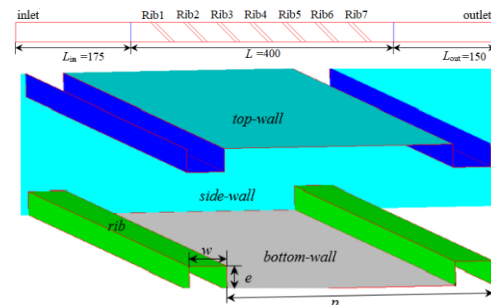 inlet Rib1 Rib2 Rib3 Rib4 Rib5 Rib6 Rib7 outlet
Lin =175 L=400 Lout=150
top-wall
side-wall
rib
w
bottom-wall
e
p